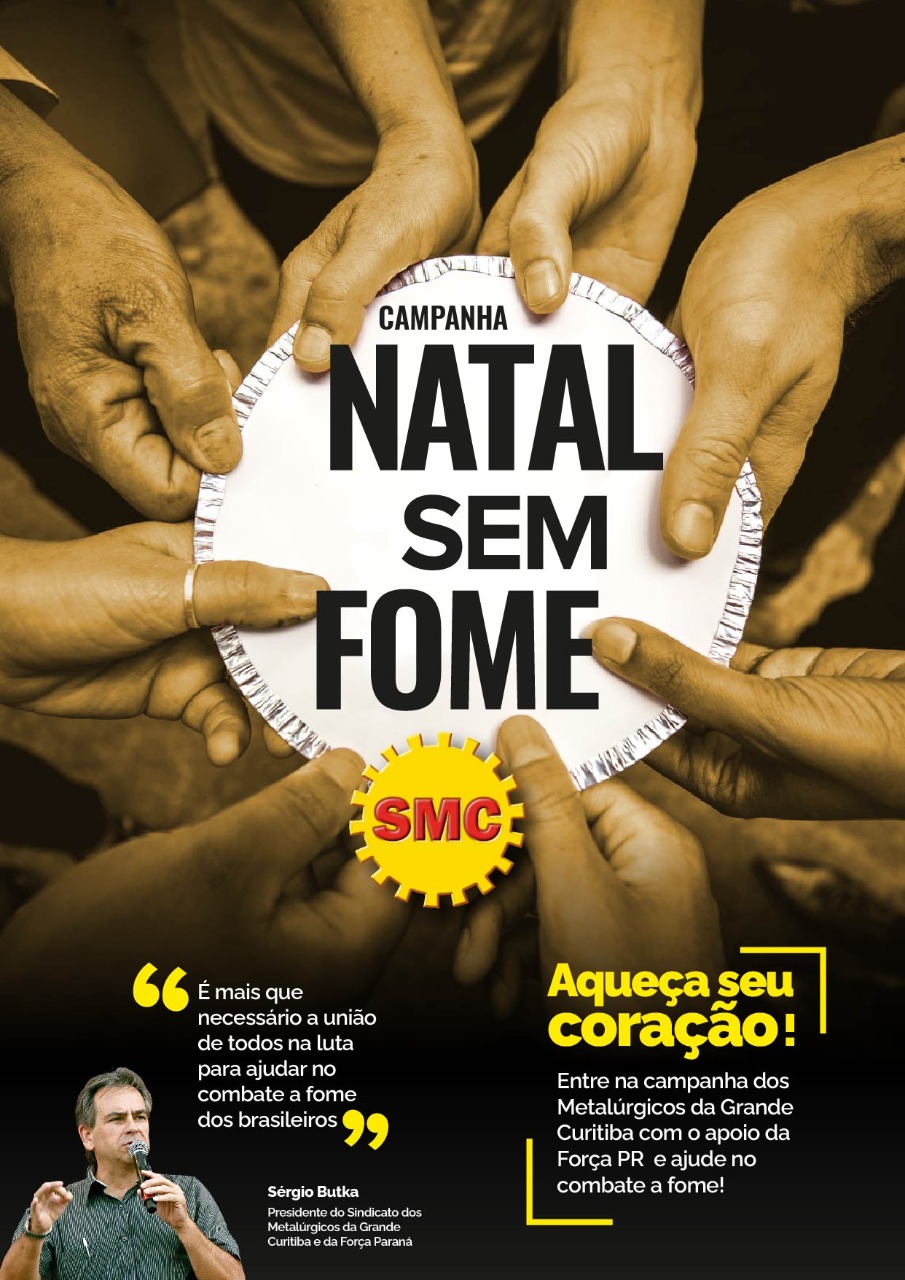 CAMPANHA
NATAL
SEM
FOME
SMC
“É mais que
necessário a união
de todos na luta
para ajudar no
combate a fome
dos brasileiros”
Sérgio Butka
Presidente do Sindicato dos
Metalúrgicos da Grande
Curitiba e da Força Paraná
Aqueça seu
coração!
Entre na campanha dos
Metalúrgicos da Grande
Curitiba com o apoio da
Força PR e ajude no
combate a fome!